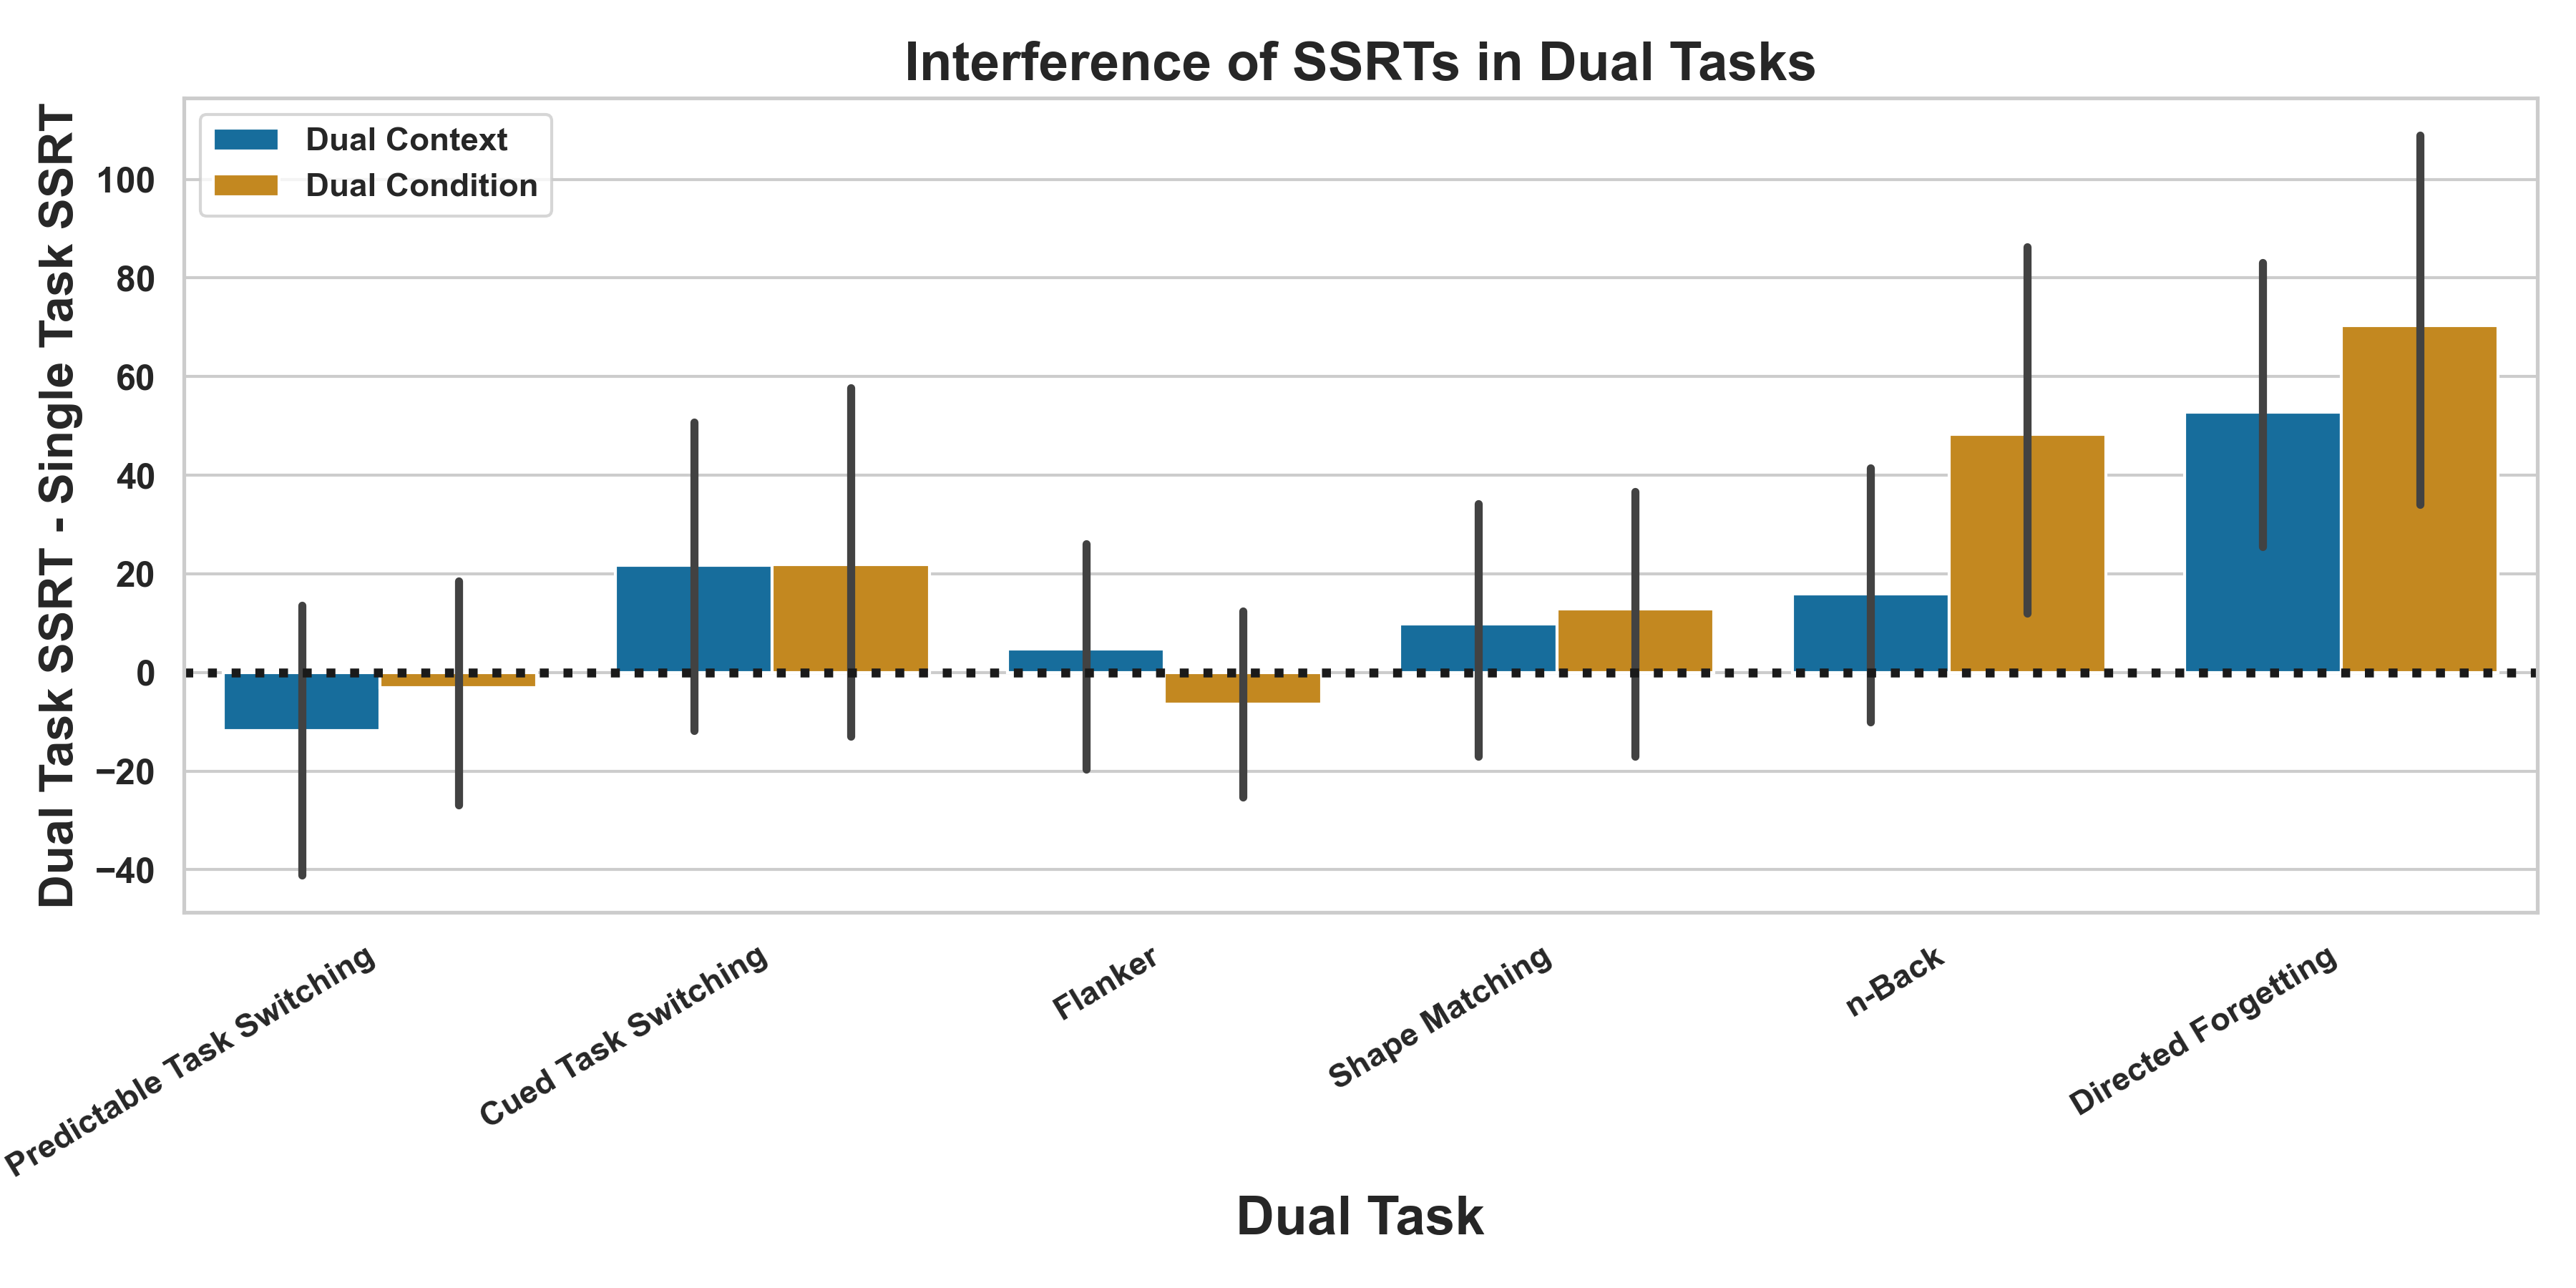 Interference of SSRTs in Dual Tasks
Dual Task SSRT - Single Task SSRT
Dual Context
Dual Condition
100
80
60
40
20
0
−20
−40
Predictable Task Switching
Cued Task Switching
Flanker
Shape Matching
n-Back
Directed Forgetting
Dual Task